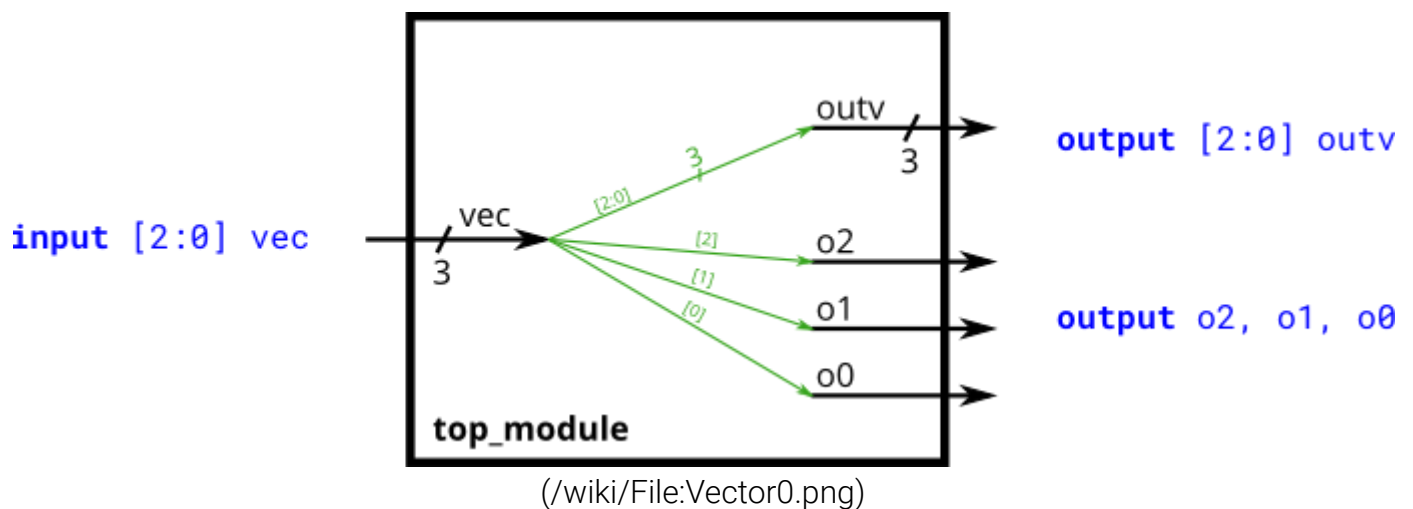 outv
3
output [2:0] outv
3
[2:0]
vec
input [2:0] vec
3
[2]
o2
[1]
o1
output o2, o1, o0
[0]
o0
top_module
(/wiki/File:Vector0.png)